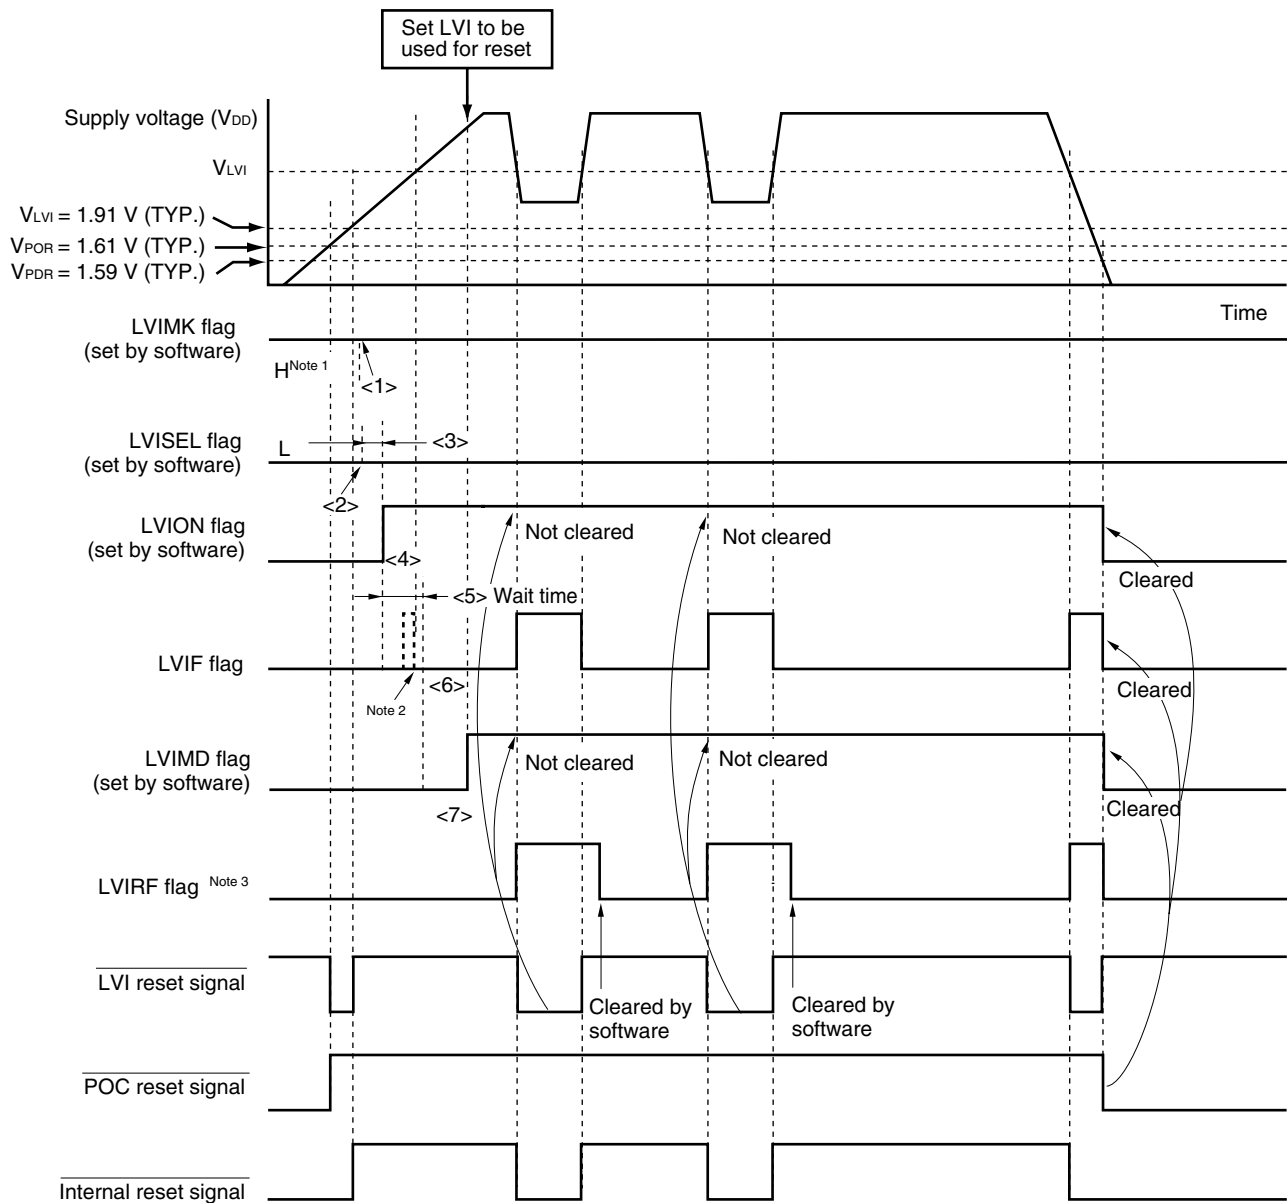 Set LVI to be
used for reset
Supply voltage (VDD)
VLVI
VLVI = 1.91 V (TYP.)
VPOR = 1.61 V (TYP.)
VPDR = 1.59 V (TYP.)
Time
LVIMK flag
(set by software)
H Note 1
<1>
LVISEL flag
(set by software)
L
<3>
<2>
LVION flag
(set by software)
Not cleared
Not cleared
<4>
Cleared
<5> Wait time
LVIF flag
<6>
Note 2
Cleared
LVIMD flag
(set by software)
Not cleared
Not cleared
<7>
Cleared
LVIRF flag Note 3
LVI reset signal
Cleared by
software
Cleared by
software
POC reset signal
Internal reset signal